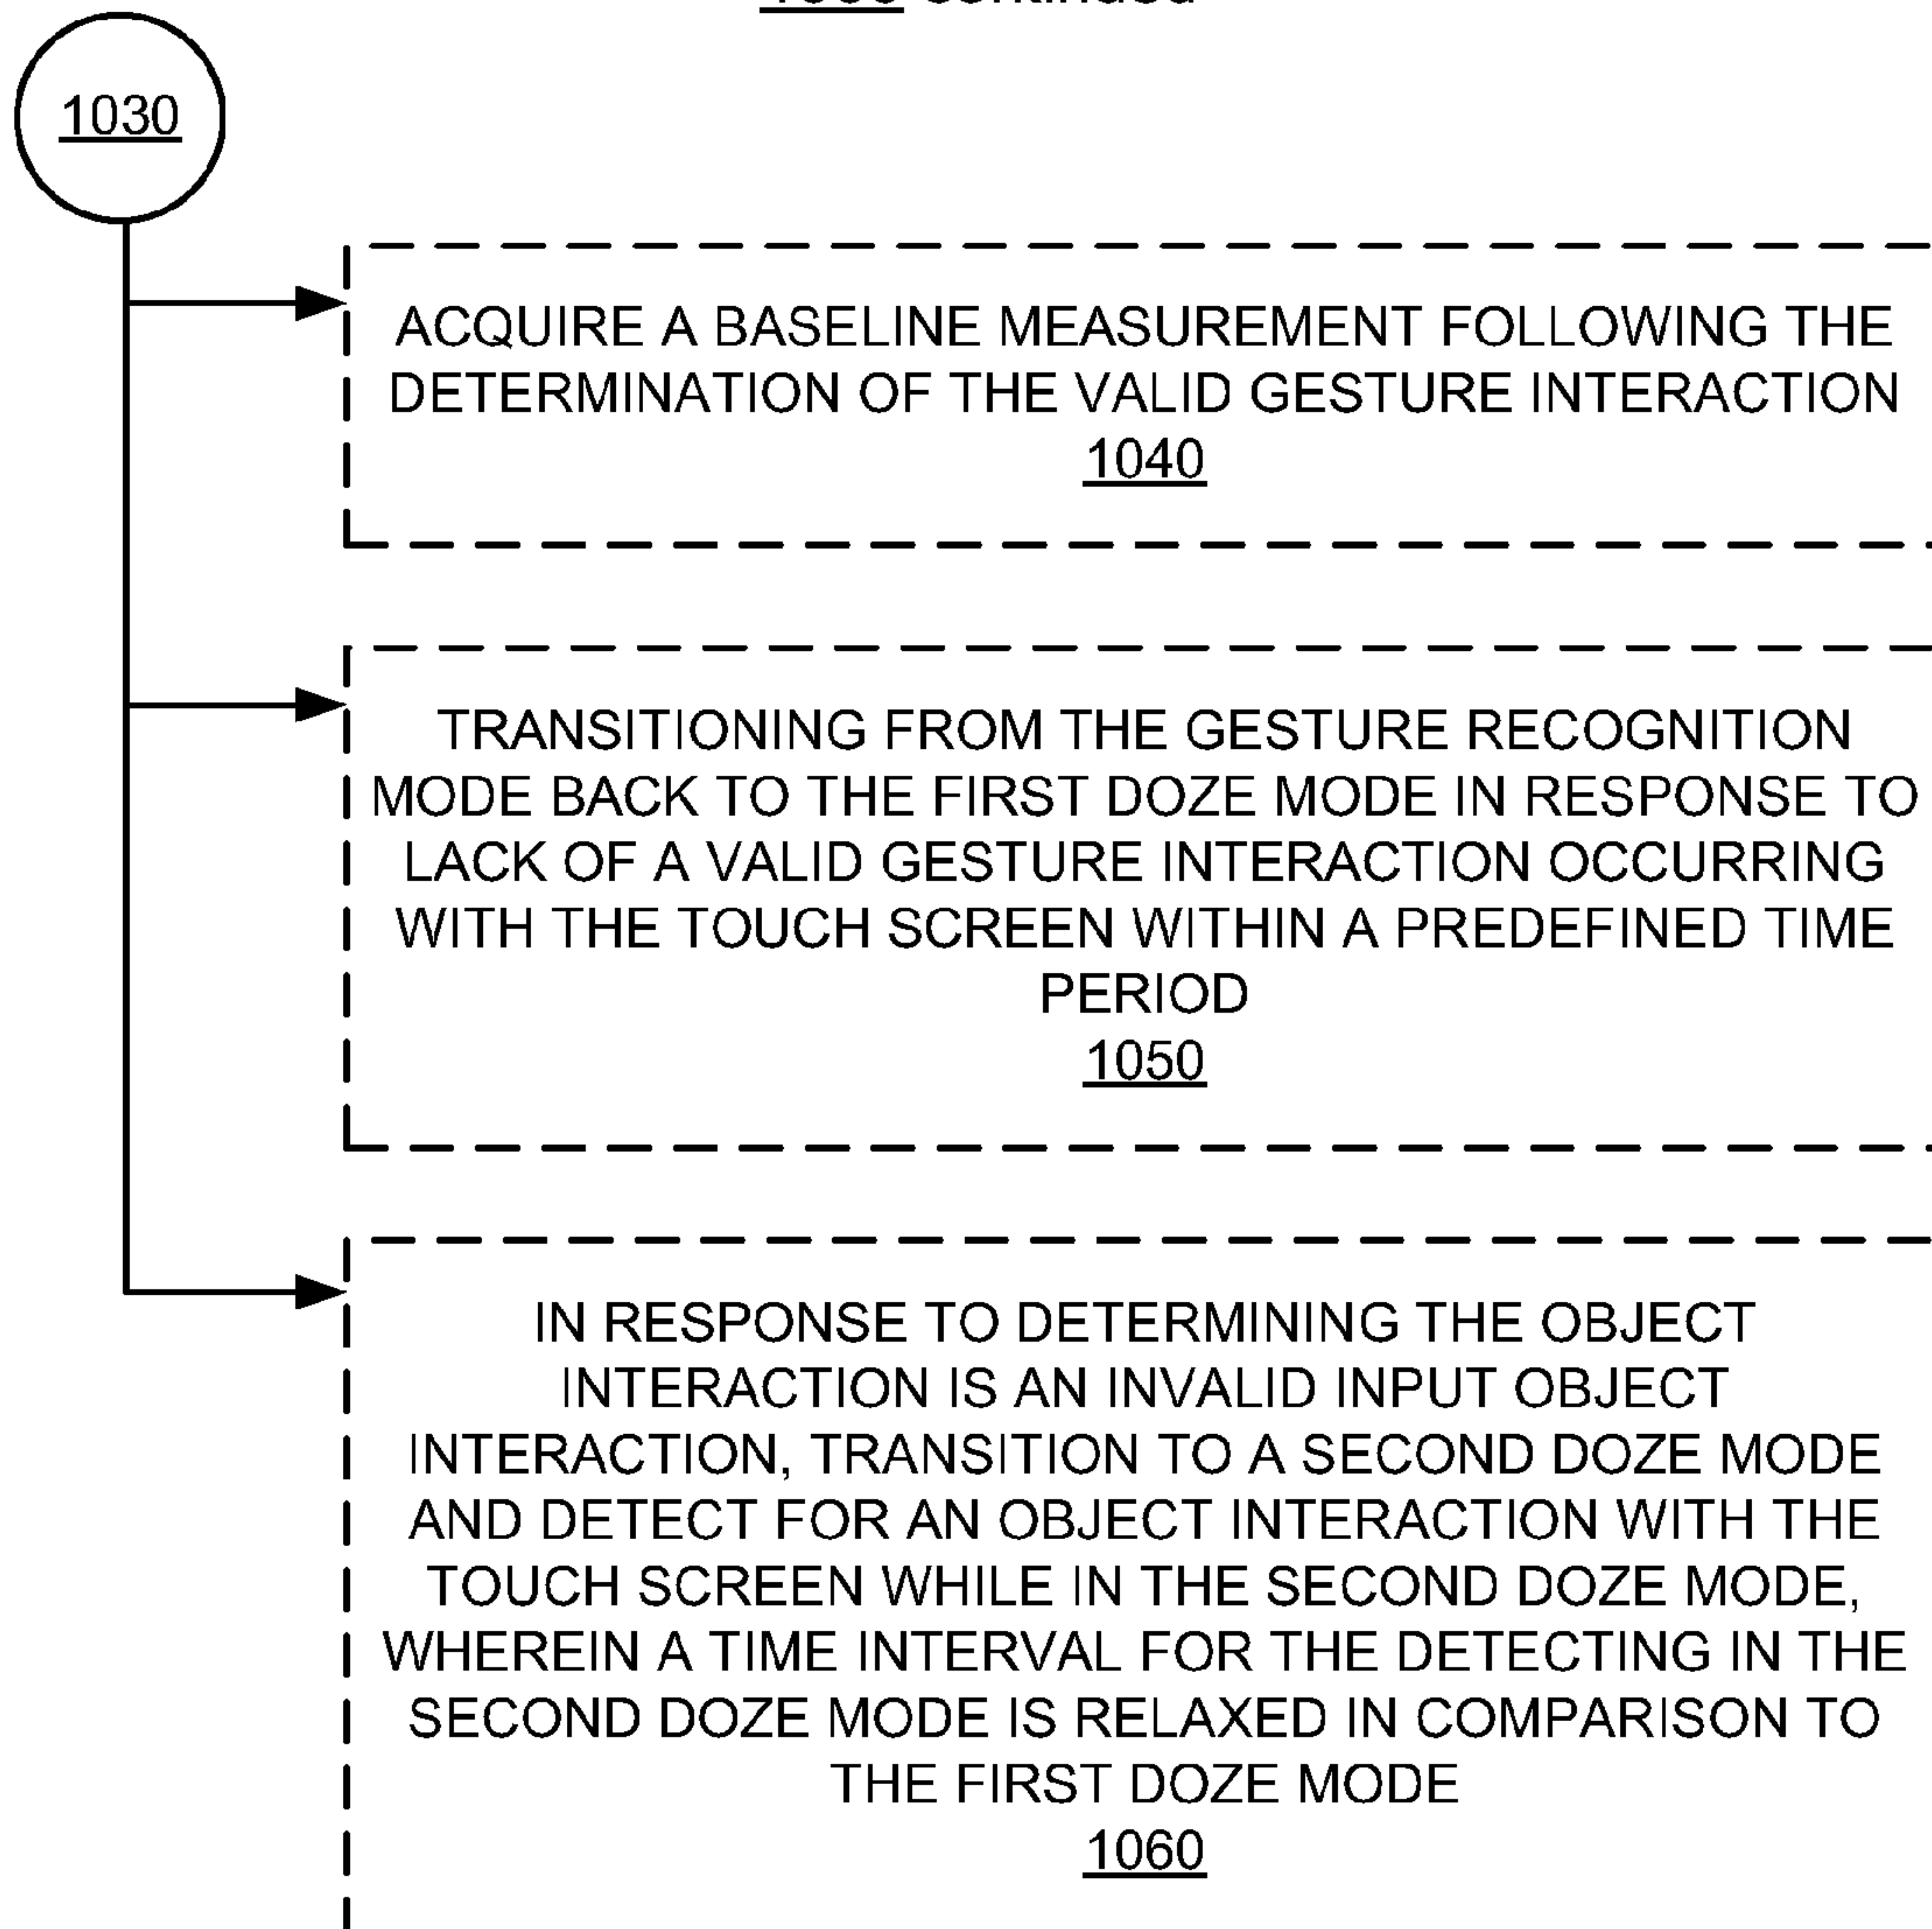 continued
1030
ACQUIRE A BASELINE MEASUREMENT FOLLOWING THE
DETERMINATION OF THE VALID GESTURE INTERACTION
1040
TRANSITIONING FROM THE GESTURE RECOGNITION
MODE BACK TO THE FIRST DOZE MODE IN RESPONSE TO
LACK OF A VALID GESTURE INTERACTION OCCURRING
WITH THE TOUCH SCREEN WITHIN A PREDEFINED TIME
PERIOD
1050
IN RESPONSE TO DETERMINING THE OBJECT
INTERACTION IS AN INVALID INPUT OBJECT
INTERACTION, TRANSITION TO A SECOND DOZE MODE
AND DETECT FOR AN OBJECT INTERACTION WITH THE
TOUCH SCREEN WHILE IN THE SECOND DOZE MODE,
WHEREIN A TIME INTERVAL FOR THE DETECTING IN THE
SECOND DOZE MODE IS RELAXED IN COMPARISON TO
THE FIRST DOZE MODE
1060